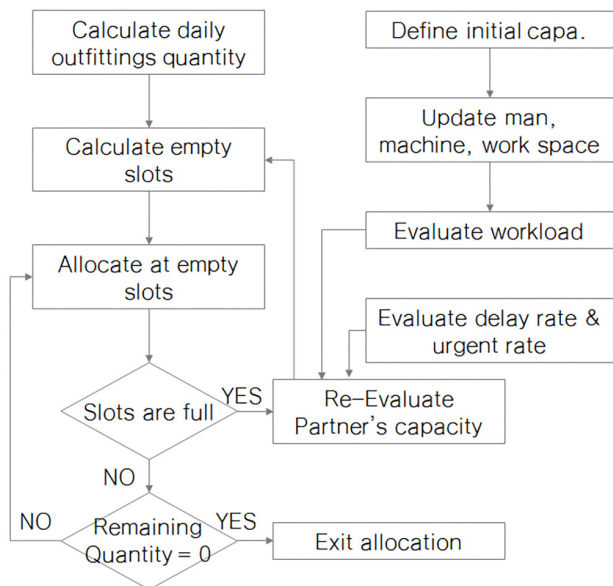 Calculate daily
outfittings quantity
Define initial capa.
Update man,
machine, work space
Calculate empty
slots
Evaluate workload
Allocate at empty
slots
Evaluate delay rate &
urgent rate
Slots are full
YES
Re-Evaluate
Partner's capacity
NO
NO
Remaining
Quantity = 0
YES
Exit allocation